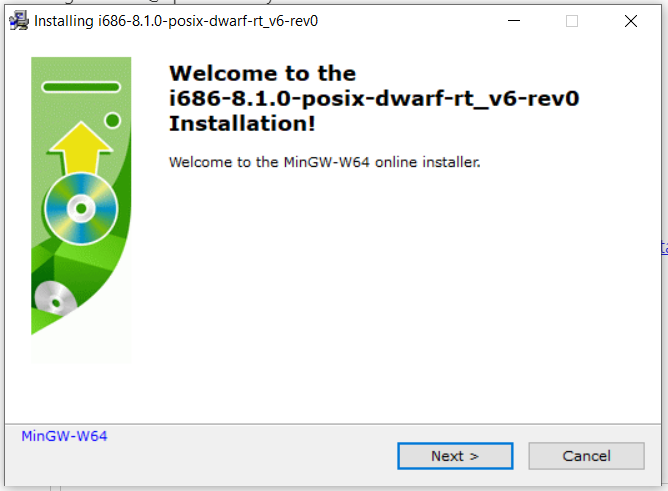 Installing i686-8.1.0-posix-dwarf-rt_v6-rev0
Welcome to the
i686-8.1.0-posix-dwarf-rt_v6-rev0
Installation!
Welcome to the MinGW-W64 online installer.
MinGW-W64
Next >
Cancel